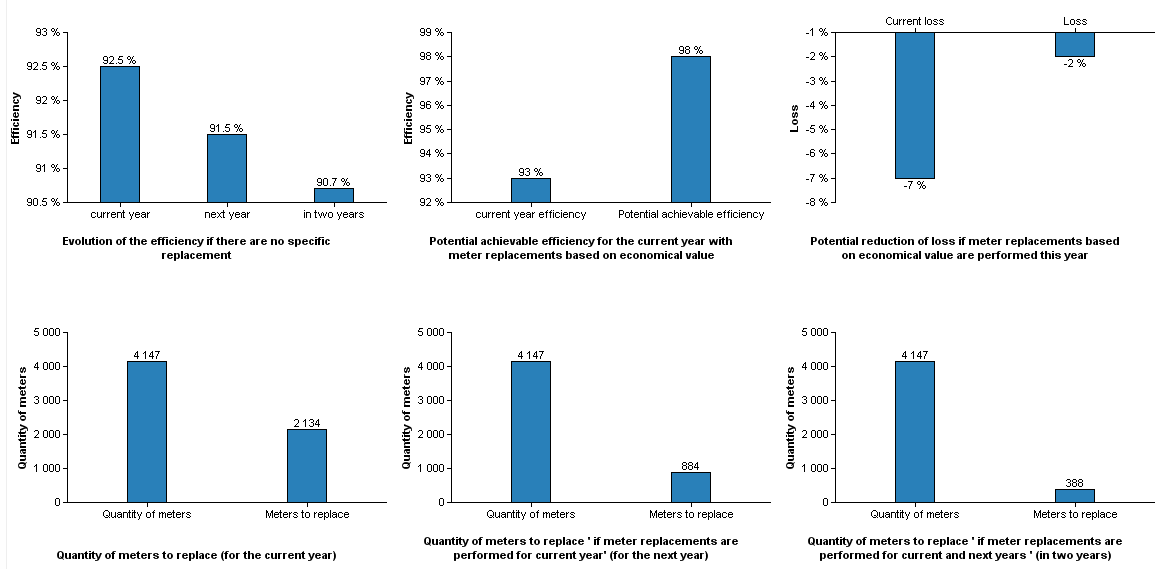 93 %
92.5 %
92 %
91.5 %
91 %
90.5 %
Efficiency
92.5 %
91.5 %
90.7 %
current year
next year
in two years
Evolution of the efficiency if there are no specific
replacement
99 %
98 %
97 %
96 %
95 %
94 %
93 %
92 %
Efficiency
93 %
98 %
current year efficiency
Potential achievable efficiency
Potential achievable efficiency for the current year with
meter replacements based on economical value
Current loss
Loss
-1 %
-2 %
-3 %
-4 %
-5 %
-6 %
-7 %
-8 %
Loss
-7 %
-2 %
Potential reduction of loss if meter replacements based
on economical value are performed this year
5 000
4 000
3 000
2 000
1 000
0
Quantity of meters
4 147
2 134
Quantity of meters
Meters to replace
Quantity of meters to replace (for the current year)
5 000
4 000
3 000
2 000
1 000
0
Quantity of meters
4 147
884
Quantity of meters
Meters to replace
Quantity of meters to replace ' if meter replacements are
performed for current year' (for the next year)
5 000
4 000
3 000
2 000
1 000
0
Quantity of meters
4 147
388
Quantity of meters
Meters to replace
Quantity of meters to replace ' if meter replacements are
performed for current and next years ' (in two years)